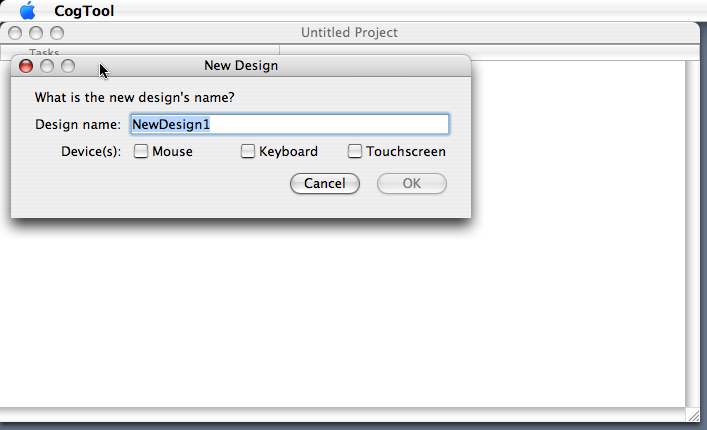 CogTool
Untitled Project
Tasks
New Design
What is the new design's name?
Design name: NewDesign1
Device(s): Mouse Keyboard Touchscreen
Cancel OK